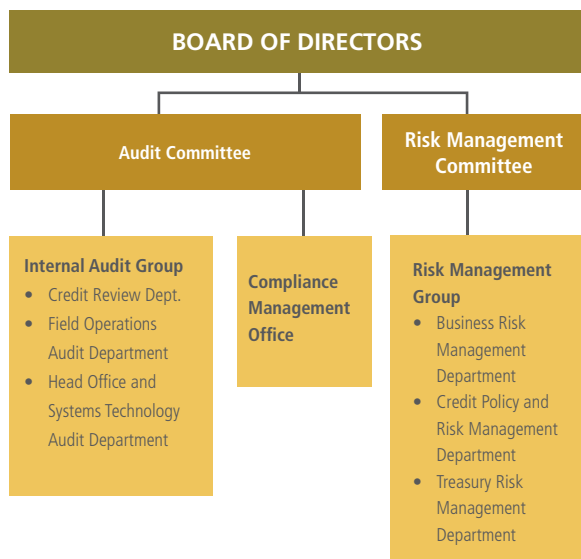 BOARD OF DIRECTORS
Audit Committee
Risk Management
Committee
Internal Audit Group
• Credit Review Dept.
• Field Operations
Audit Department
• Head Office and
Systems Technology
Audit Department
Compliance
Management
Office
Risk Management
Group
• Business Risk
Management
Department
• Credit Policy and
Risk Management
Department
• Treasury Risk
Management
Department